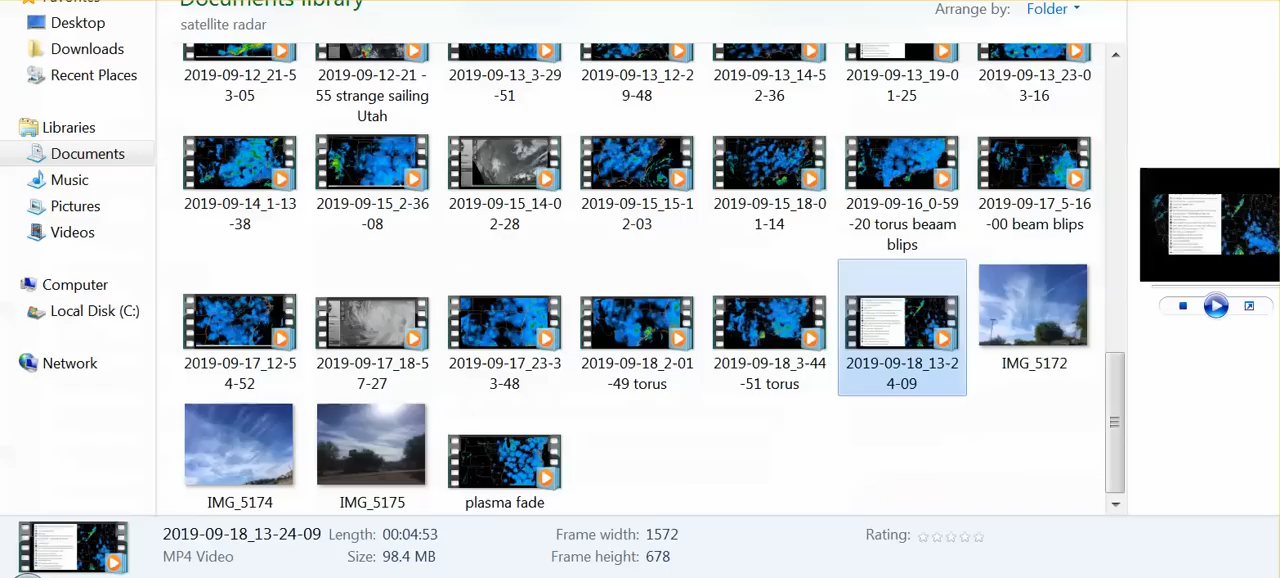 Favorites
Documents library
Arrange by: Folder
Desktop
satellite radar
Downloads
Recent Places
2019-09-12_21-5
3-05
2019-09-12-21 -
55 strange sailing
Utah
2019-09-13_3-29
-51
2019-09-13_12-2
9-48
2019-09-13_14-5
2-36
2019-09-13_19-0
1-25
2019-09-13_23-0
3-16
Libraries
Documents
Music
Pictures
Videos
2019-09-14_1-13
-38
2019-09-15_2-36
-08
2019-09-15_14-0
2-28
2019-09-15_15-1
2-03
2019-09-15_18-0
1-14
2019-09-16_0-59
-20 torus beaam
blips
2019-09-17_5-16
-00 beam blips
Computer
Local Disk (C:)
Network
2019-09-17_12-5
4-52
2019-09-17_18-5
7-27
2019-09-17_23-3
3-48
2019-09-18_2-01
-49 torus
2019-09-18_3-44
-51 torus
2019-09-18_13-2
4-09
IMG_5172
IMG_5174
IMG_5175
plasma fade
2019-09-18_13-24-09 Length: 00:04:53 Frame width: 1572 Rating:
MP4 Video Size: 98.4 MB Frame height: 678